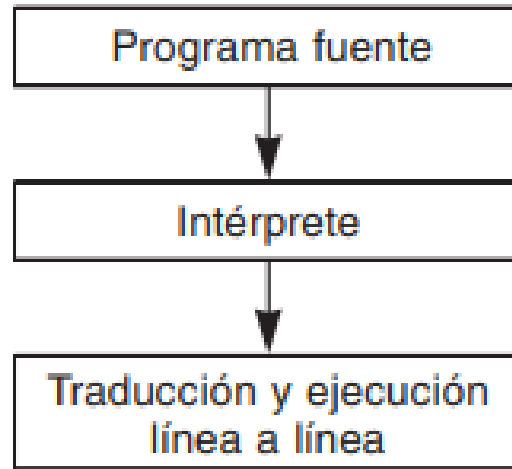 Programa fuente
Intérprete
Traducción y ejecución
línea a línea